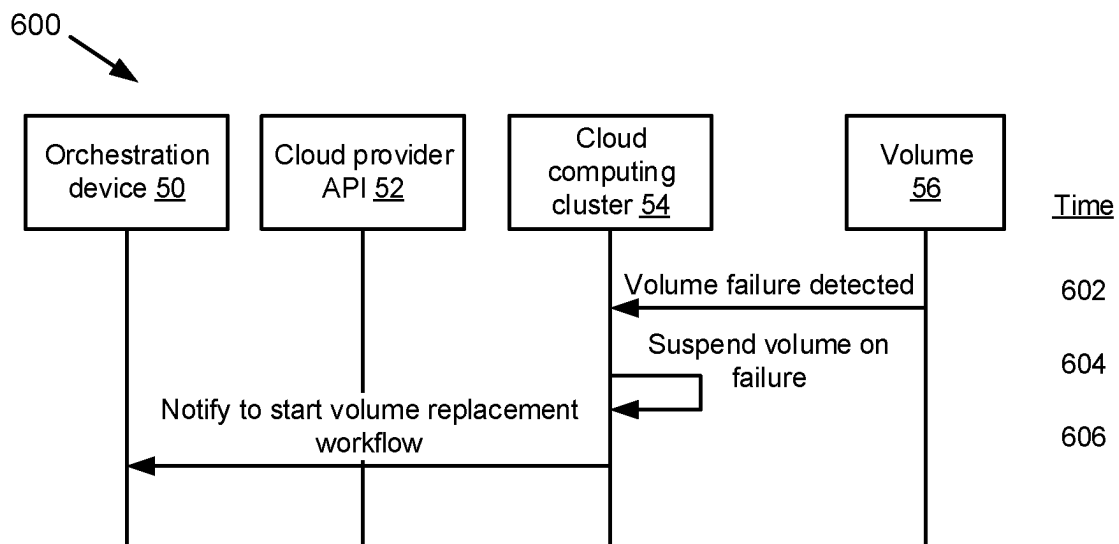 600
Orchestration
device 50
Cloud provider
API 52
Cloud
computing
cluster 54
Volume
56
Time
Volume failure detected
602
Suspend volume on
failure
604
Notify to start volume replacement
workflow
606